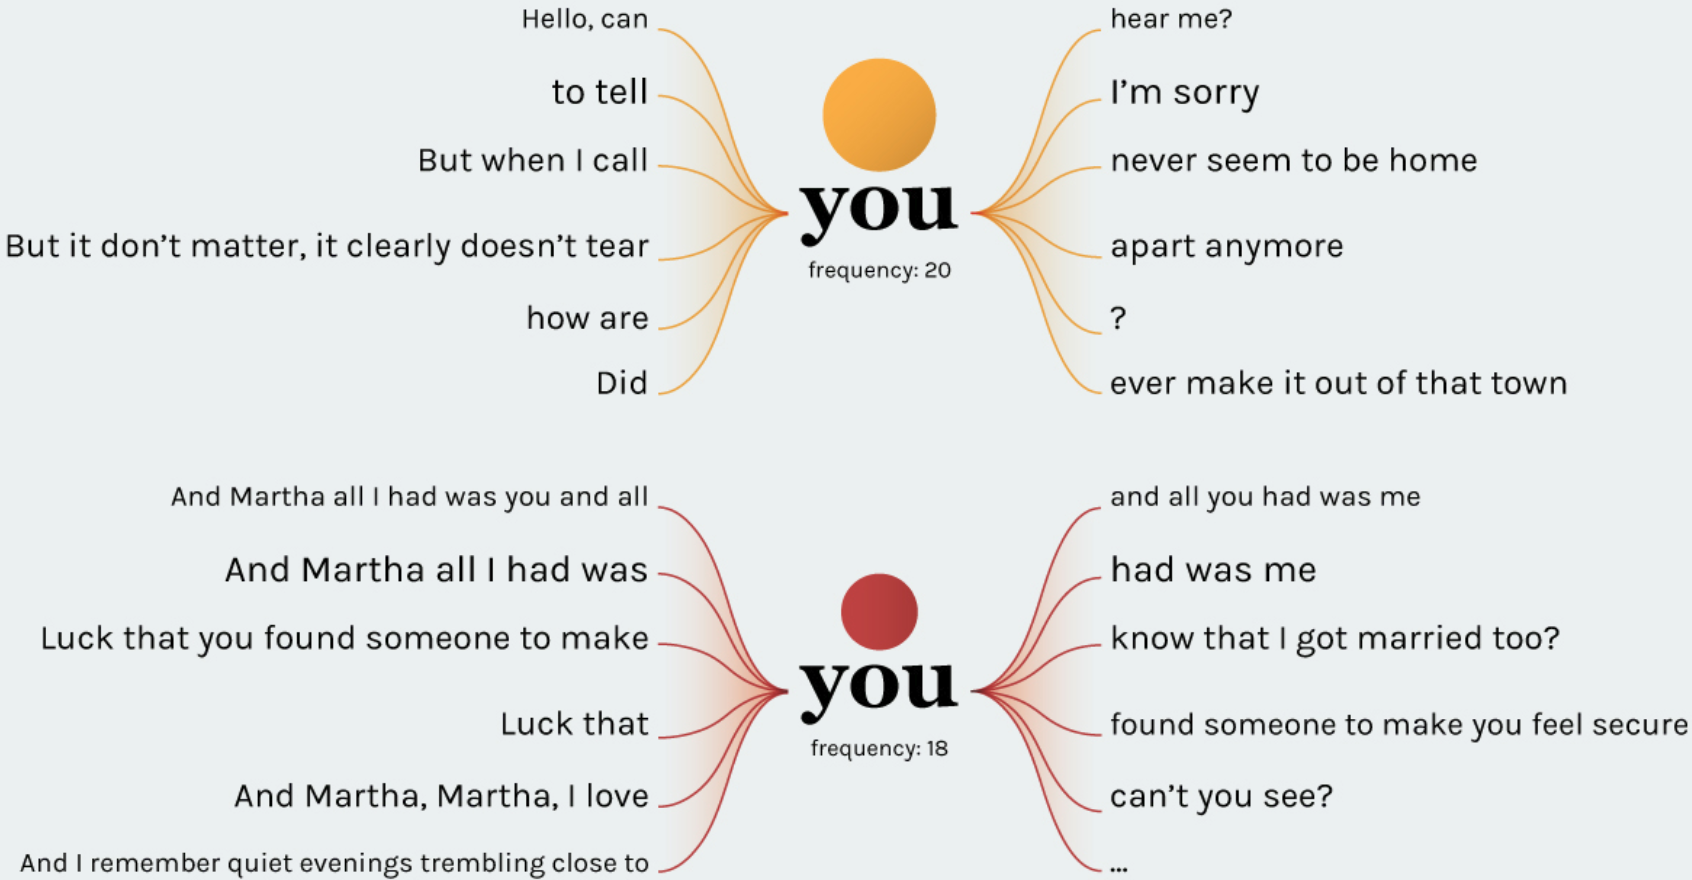 Hello, can
hear me?
to tell
I'm sorry
But when I call
never seem to be home
you
But it don't matter, it clearly doesn't tear
apart anymore
frequency: 20
how are
?
Did
ever make it out of that town
And Martha all I had was you and all
and all you had was me
And Martha all I had was
had was me
Luck that you found someone to make
know that I got married too?
you
Luck that
found someone to make you feel secure
frequency: 18
And Martha, Martha, I love
can't you see?
And I remember quiet evenings trembling close to
...